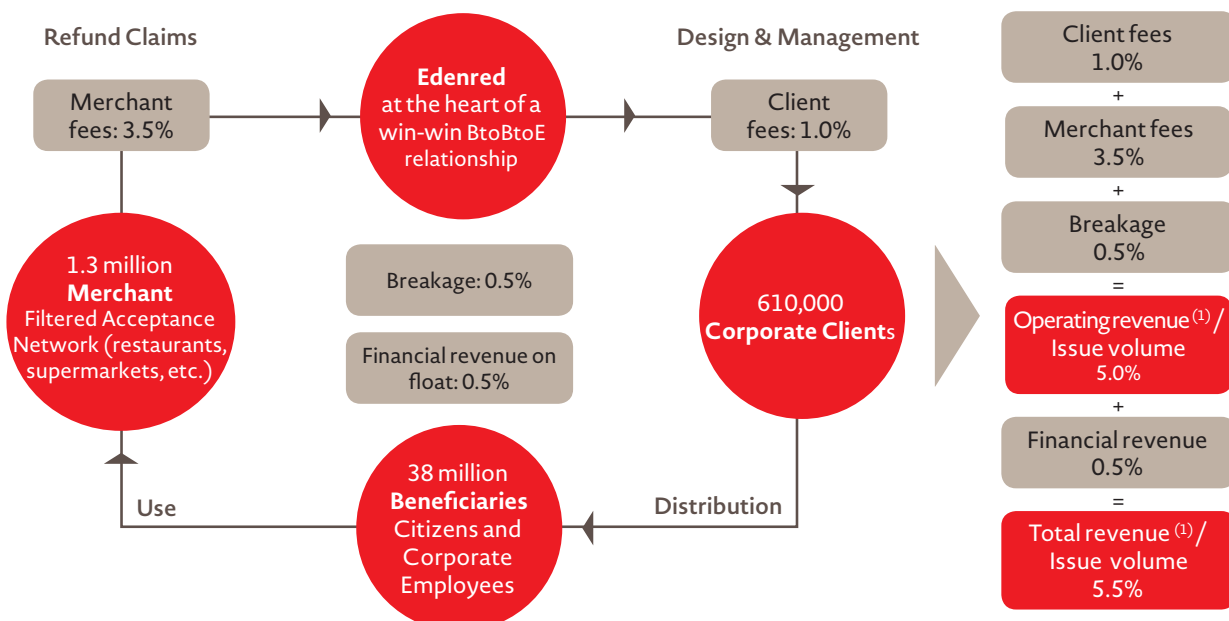 Refund Claims
Merchant
fees: 3.5%
Edenred
at the heart of a
win-win BtoBtoE
relationship
Design & Management
Client
fees: 1.0%
1.3 million
Merchant
Filtered Acceptance
Network (restaurants,
supermarkets, etc.)
Breakage: 0.5%
Financial revenue on
float: 0.5%
610,000
Corporate Clients
Use
38 million
Beneficiaries
Citizens and
Corporate
Employees
Distribution
Client fees
1.0%
+
Merchant fees
3.5%
+
Breakage
0.5%
=
Operating revenue (1) /
Issue volume
5.0%
+
Financial revenue
0.5%
=
Total revenue (1) /
Issue volume
5.5%